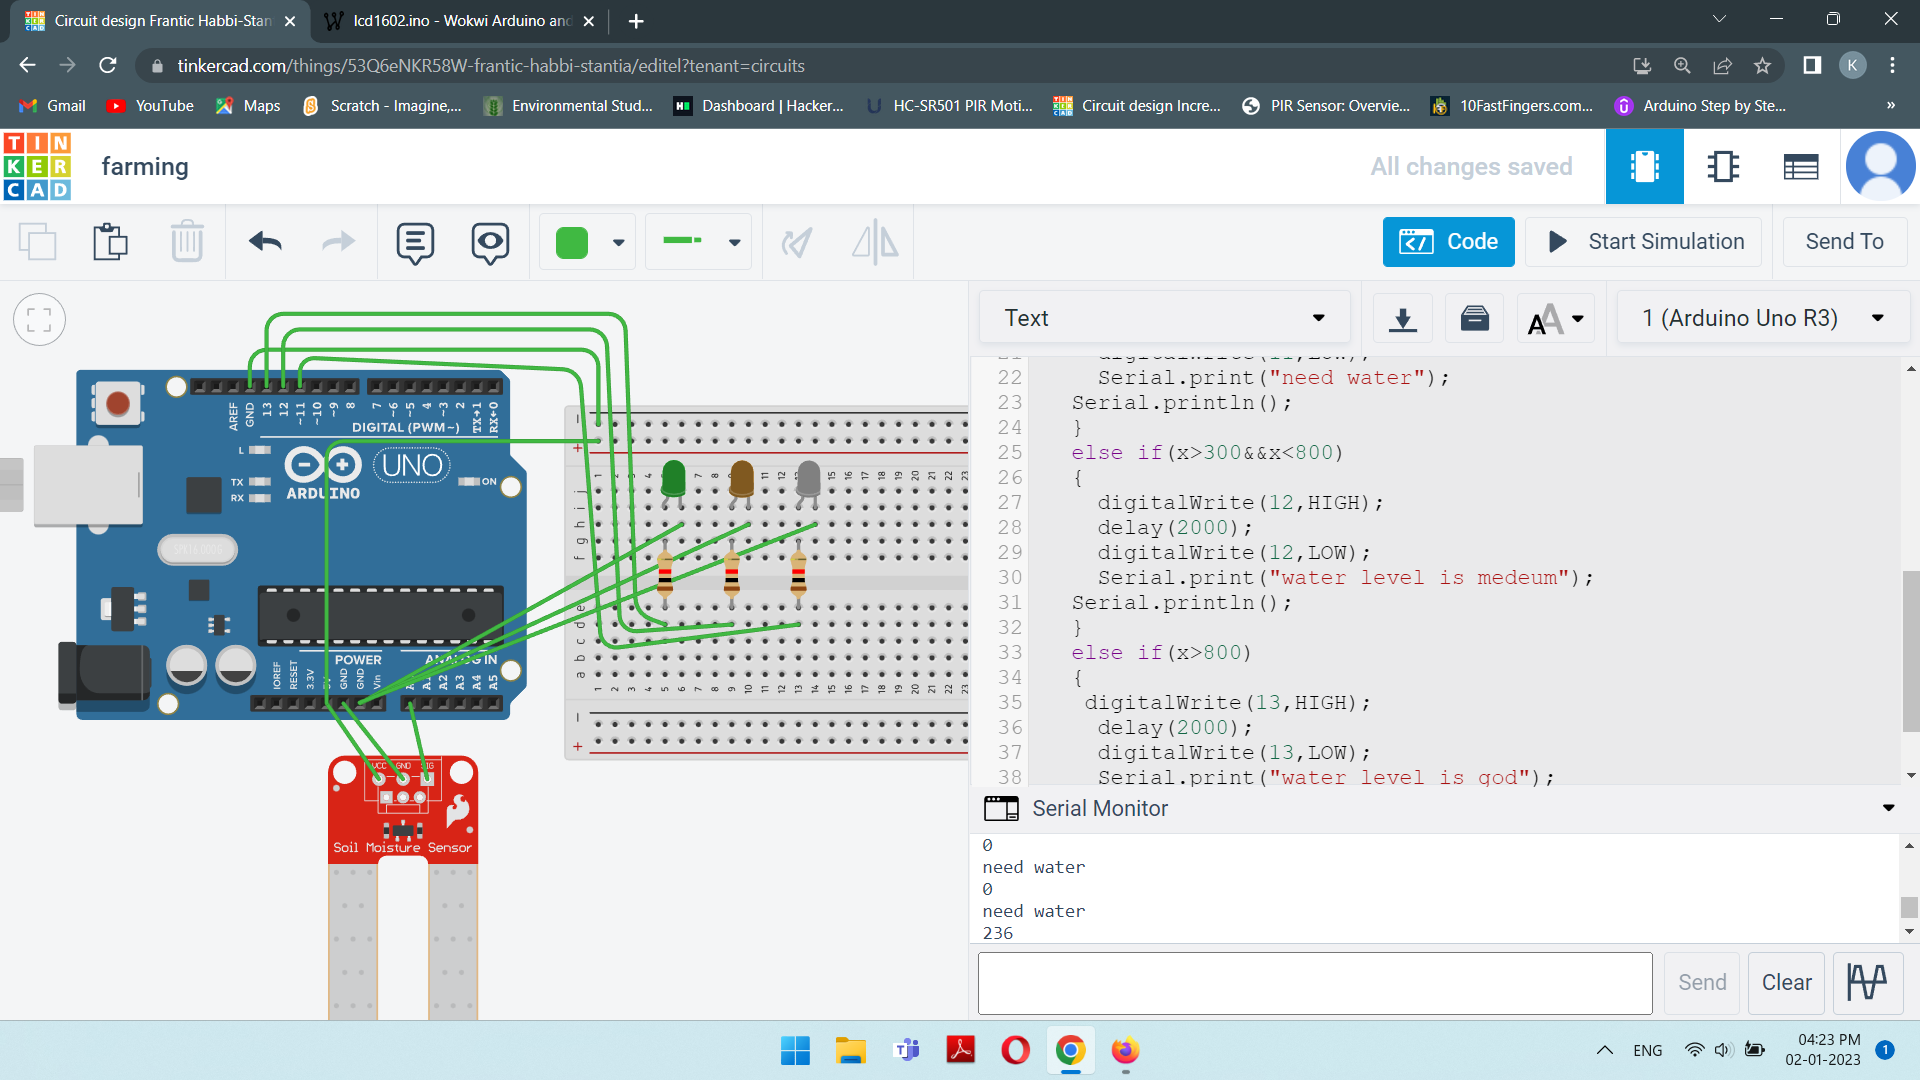 Circuit design Frantic Habbi-Stan
lcd1602.ino - Wokwi Arduino and
tinkercad.com/things/53Q6eNKR58W-frantic-habbi-stantia/editel?tenant=circuits
K
Gmail
YouTube
Maps
Scratch - Imagine,...
Environmental Stud...
Dashboard | Hacker...
HC-SR501 PIR Moti...
Circuit design Incre...
PIR Sensor: Overvie...
10FastFingers.com...
Arduino Step by Ste...
»
TIN
KER
CAD
farming
All changes saved
Code
Start Simulation
Send To
Text
1 (Arduino Uno R3)
AREF
GND
13
12
~11
~10
~9
8
7
~6
~5
4
~3
2
TX→1
RX←0
DIGITAL (PWM~)
L
TX
RX
ARDUINO
UNO
ON
POWER
ANALOG IN
IOREF
RESET
3.3V
GND
GND
Vin
A2
A3
A4
A5
VCC GND SIG
Soil Moisture Sensor
22 Serial.print("need water");
23 Serial.println();
24 }
25 else if(x>300&&x<800)
26 {
27 digitalWrite(12,HIGH);
28 delay(2000);
29 digitalWrite(12,LOW);
30 Serial.print("water level is medeum");
31 Serial.println();
32 }
33 else if(x>800)
34 {
35 digitalWrite(13,HIGH);
36 delay(2000);
37 digitalWrite(13,LOW);
38 Serial.print("water level is god");
Serial Monitor
0
need water
0
need water
236
Send
Clear
ENG
04:23 PM
02-01-2023
1